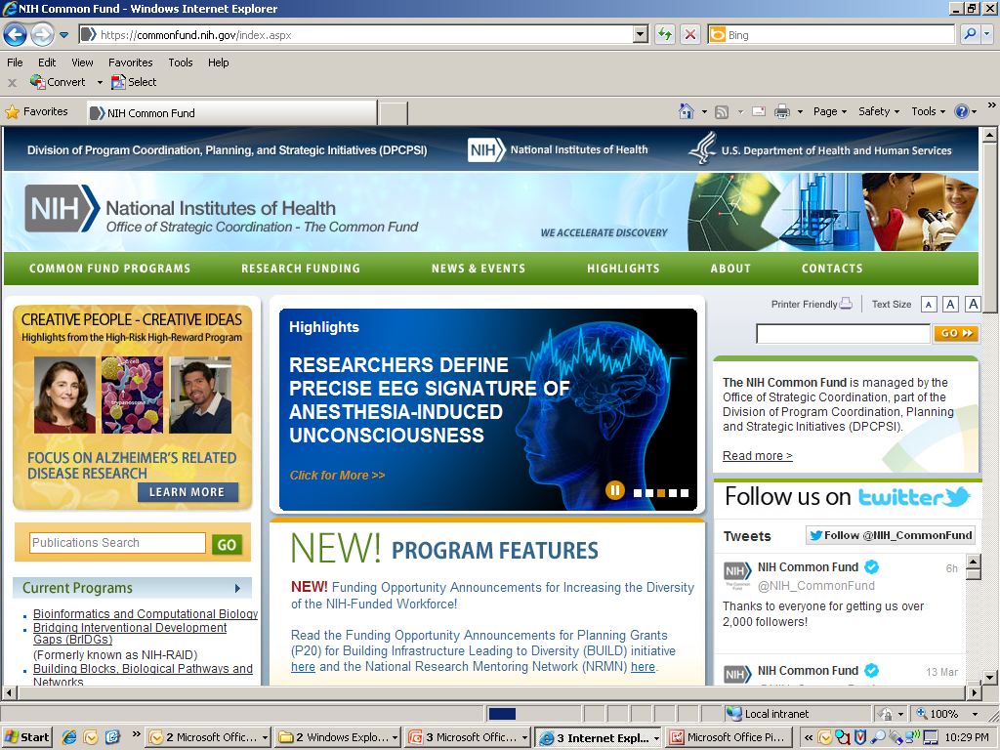 NIH Common Fund - Windows Internet Explorer
https://commonfund.nih.gov/index.aspx
Bing
File Edit View Favorites Tools Help
Convert Select
Favorites NIH Common Fund Page Safety Tools
Division of Program Coordination, Planning, and Strategic Initiatives (DPCPSI) NIH National Institutes of Health U.S. Department of Health and Human Services
NIH National Institutes of Health
Office of Strategic Coordination - The Common Fund
WE ACCELERATE DISCOVERY
COMMON FUND PROGRAMS RESEARCH FUNDING NEWS & EVENTS HIGHLIGHTS ABOUT CONTACTS
CREATIVE PEOPLE - CREATIVE IDEAS
Highlights from the High-Risk High-Reward Program
FOCUS ON ALZHEIMER'S RELATED
DISEASE RESEARCH
LEARN MORE
Publications Search GO
Current Programs
Bioinformatics and Computational Biology
Bridging Interventional Development
Gaps (BrIDGs)
(Formerly known as NIH-RAID)
Building Blocks, Biological Pathways and
Networks
Highlights
RESEARCHERS DEFINE
PRECISE EEG SIGNATURE OF
ANESTHESIA-INDUCED
UNCONSCIOUSNESS
Click for More >>
NEW! PROGRAM FEATURES
NEW! Funding Opportunity Announcements for Increasing the Diversity
of the NIH-Funded Workforce!
Read the Funding Opportunity Announcements for Planning Grants
(P20) for Building Infrastructure Leading to Diversity (BUILD) initiative
here and the National Research Mentoring Network (NRMN) here.
Printer Friendly Text Size A A A
GO
The NIH Common Fund is managed by the
Office of Strategic Coordination, part of the
Division of Program Coordination, Planning
and Strategic Initiatives (DPCPSI).
Read more >
Follow us on twitter
Tweets Follow @NIH_CommonFund
NIH NIH Common Fund 6h
@NIH_CommonFund
Thanks to everyone for getting us over
2,000 followers!
NIH NIH Common Fund 13 Mar
Local intranet 100%
Start 2 Microsoft Offic... 2 Windows Explo... 3 Microsoft Offic... 3 Internet Expl... Microsoft Office Pi... 10:29 PM